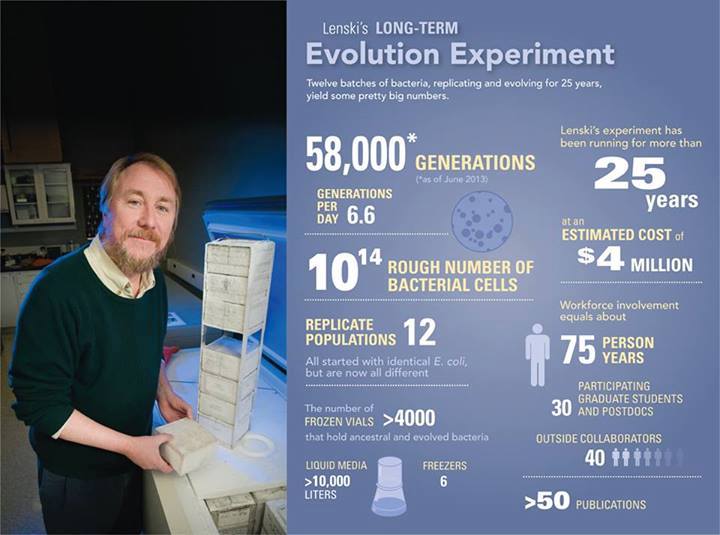 Lenski's LONG-TERM
Evolution Experiment
Twelve batches of bacteria, replicating and evolving for 25 years,
yield some pretty big numbers.
58,000* GENERATIONS
(*as of June 2013)
GENERATIONS
PER
DAY 6.6
10^14 ROUGH NUMBER OF
BACTERIAL CELLS
REPLICATE
POPULATIONS 12
All started with identical E. coli,
but are now all different
The number of
FROZEN VIALS >4000
that hold ancestral and evolved bacteria
LIQUID MEDIA
>10,000
LITERS
FREEZERS
6
Lenski's experiment has
been running for more than
25
years
at an
ESTIMATED COST of
$4 MILLION
Workforce involvement
equals about
75 PERSON
YEARS
30 PARTICIPATING
GRADUATE STUDENTS
AND POSTDOCS
OUTSIDE COLLABORATORS
40
>50 PUBLICATIONS